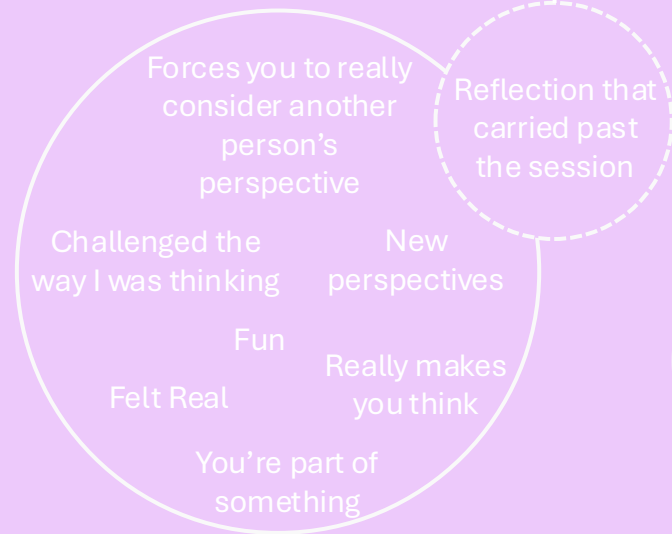 Forces you to really
consider another
person's
perspective
Reflection that
carried past
the session
Challenged the
way I was thinking
New
perspectives
Fun
Really makes
you think
Felt Real
You're part of
something